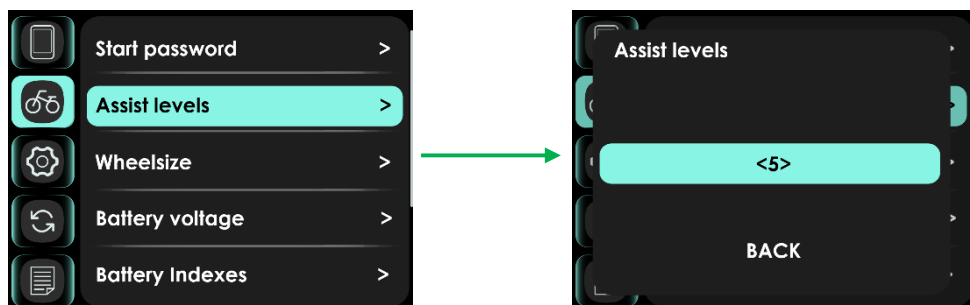 Start password >
Assist levels >
Wheelsize >
Battery voltage >
Battery Indexes >
Assist levels
<5>
BACK